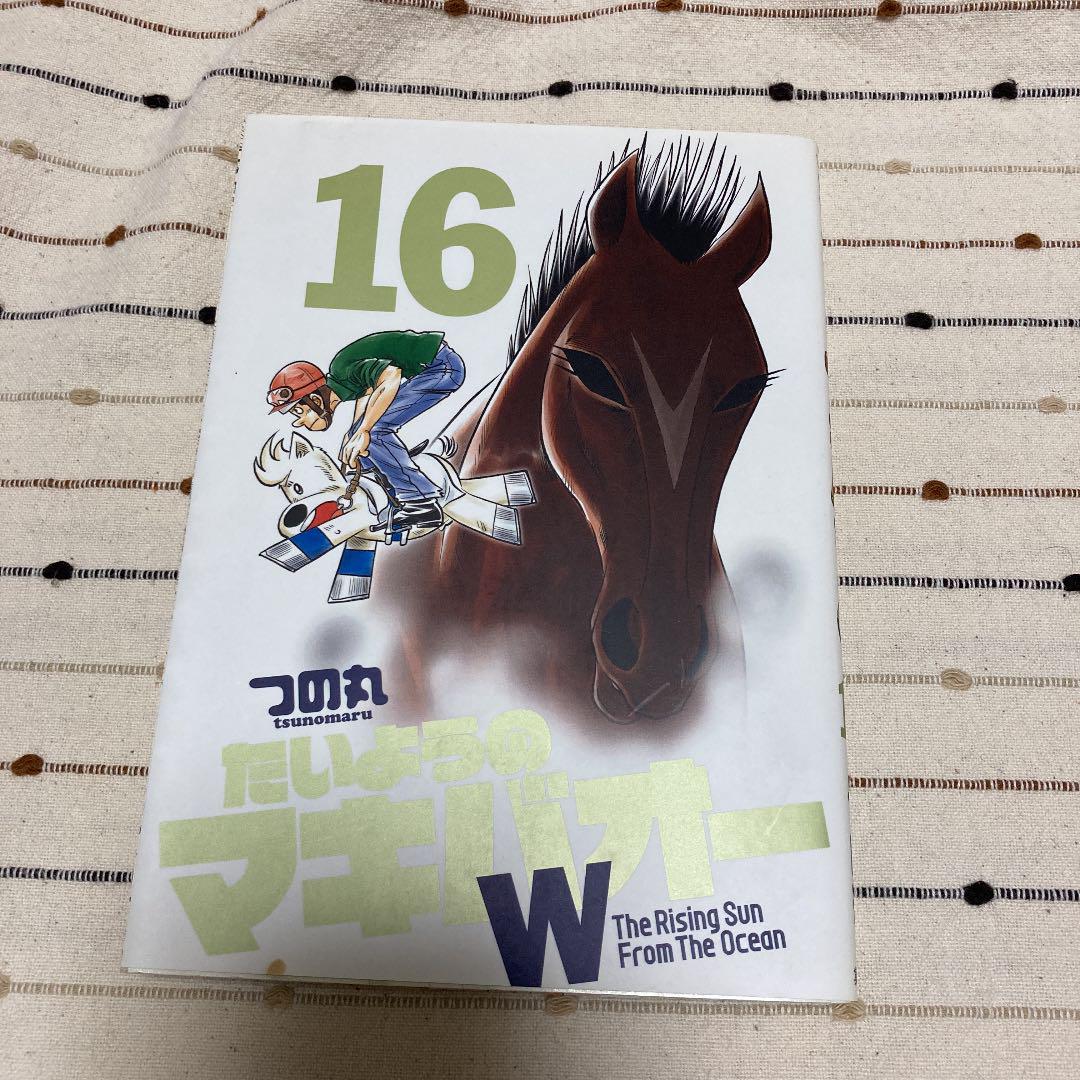 16
つの丸
tsunomaru
たいようの
マキバオー
W
The Rising Sun
From The Ocean